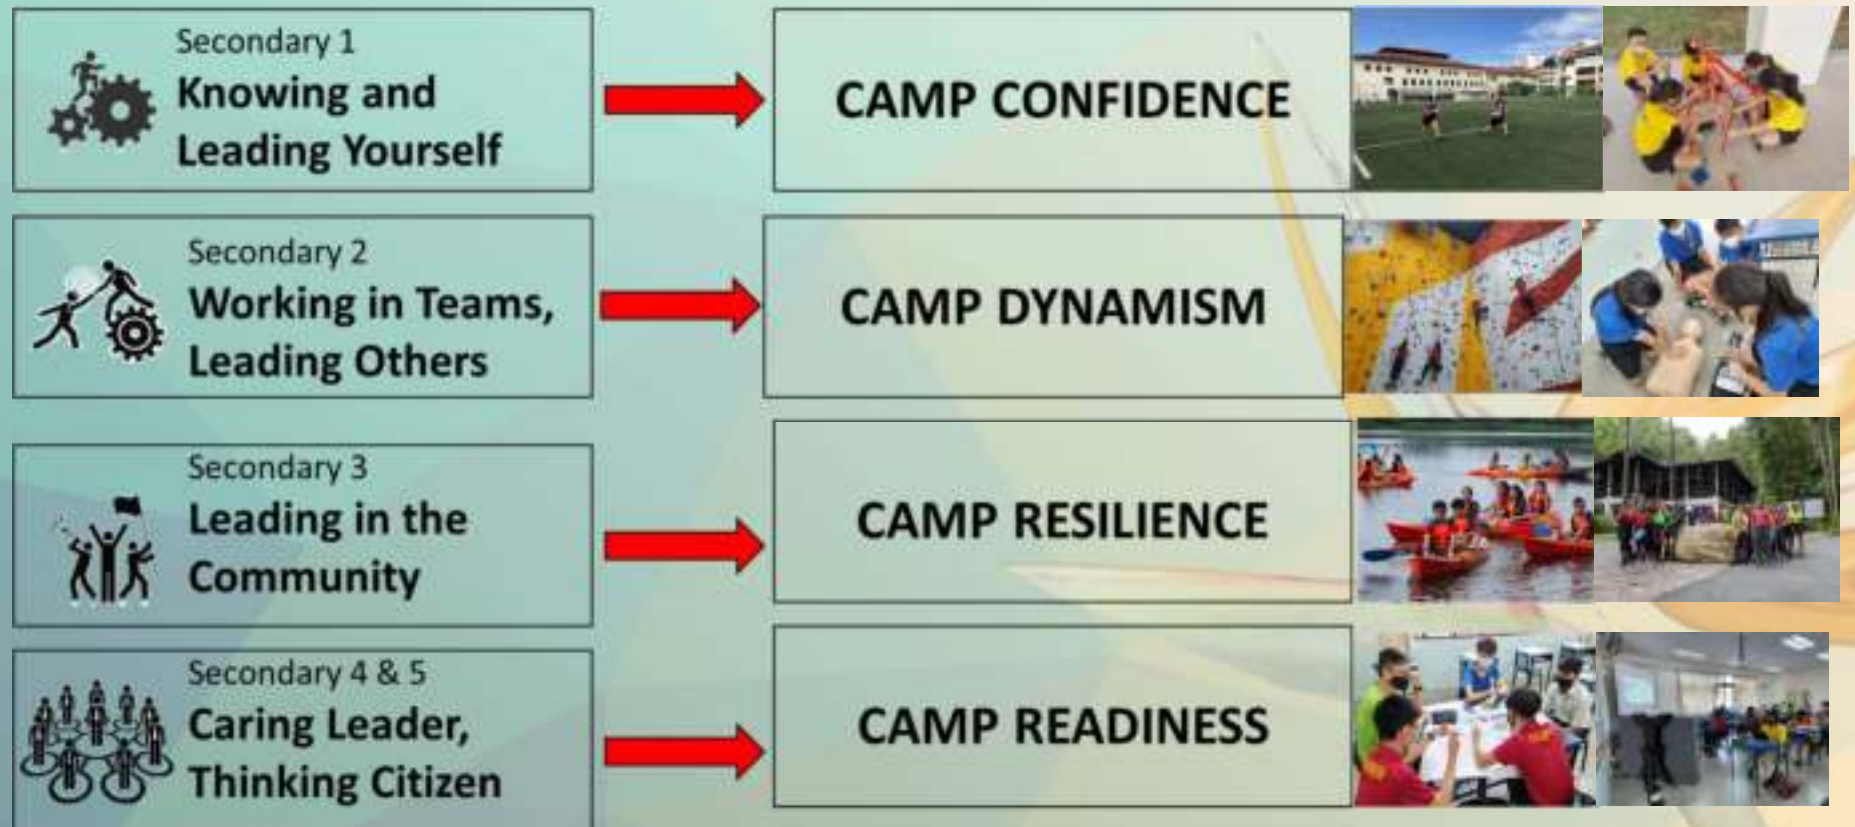 Secondary 1
Knowing and
Leading Yourself
CAMP CONFIDENCE
Secondary 2
Working in Teams,
Leading Others
CAMP DYNAMISM
Secondary 3
Leading in the
Community
CAMP RESILIENCE
Secondary 4 & 5
Caring Leader,
Thinking Citizen
CAMP READINESS